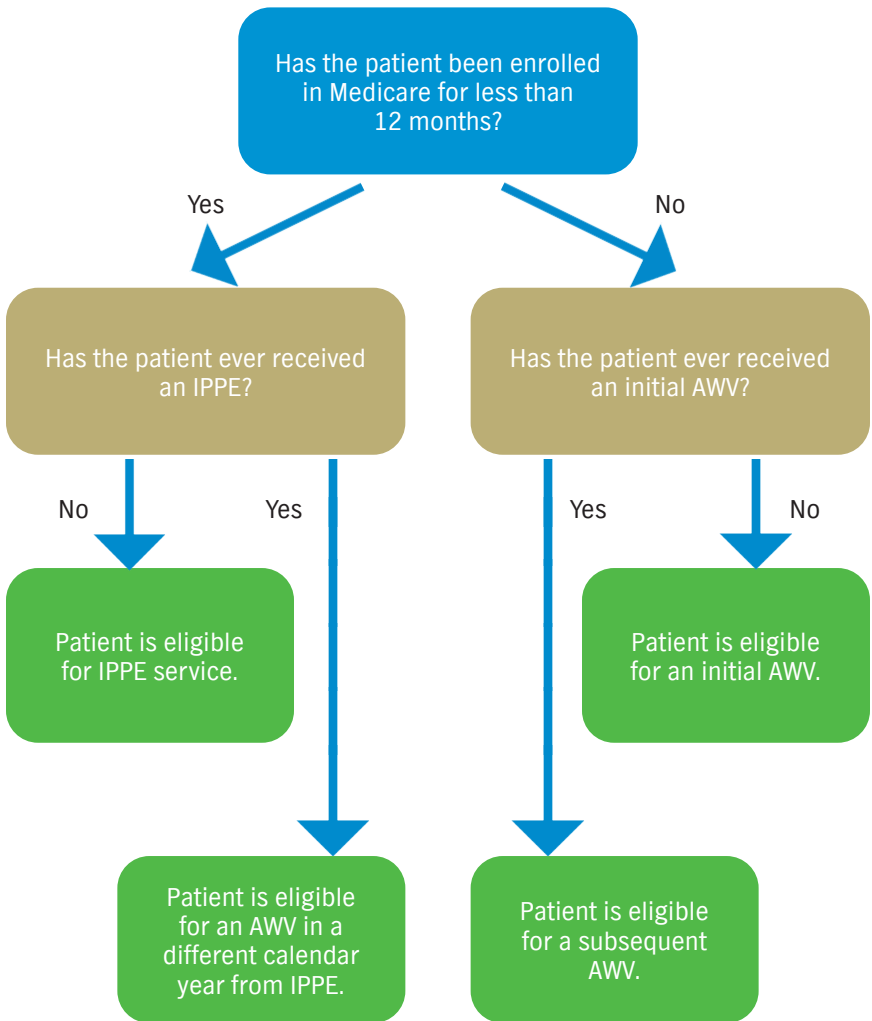 Has the patient been enrolled
in Medicare for less than
12 months?
Yes
No
Has the patient ever received
an IPPE?
Has the patient ever received
an initial AWV?
No
Yes
Yes
No
Patient is eligible
for IPPE service.
Patient is eligible
for an initial AWV.
Patient is eligible
for an AWV in a
different calendar
year from IPPE.
Patient is eligible
for a subsequent
AWV.